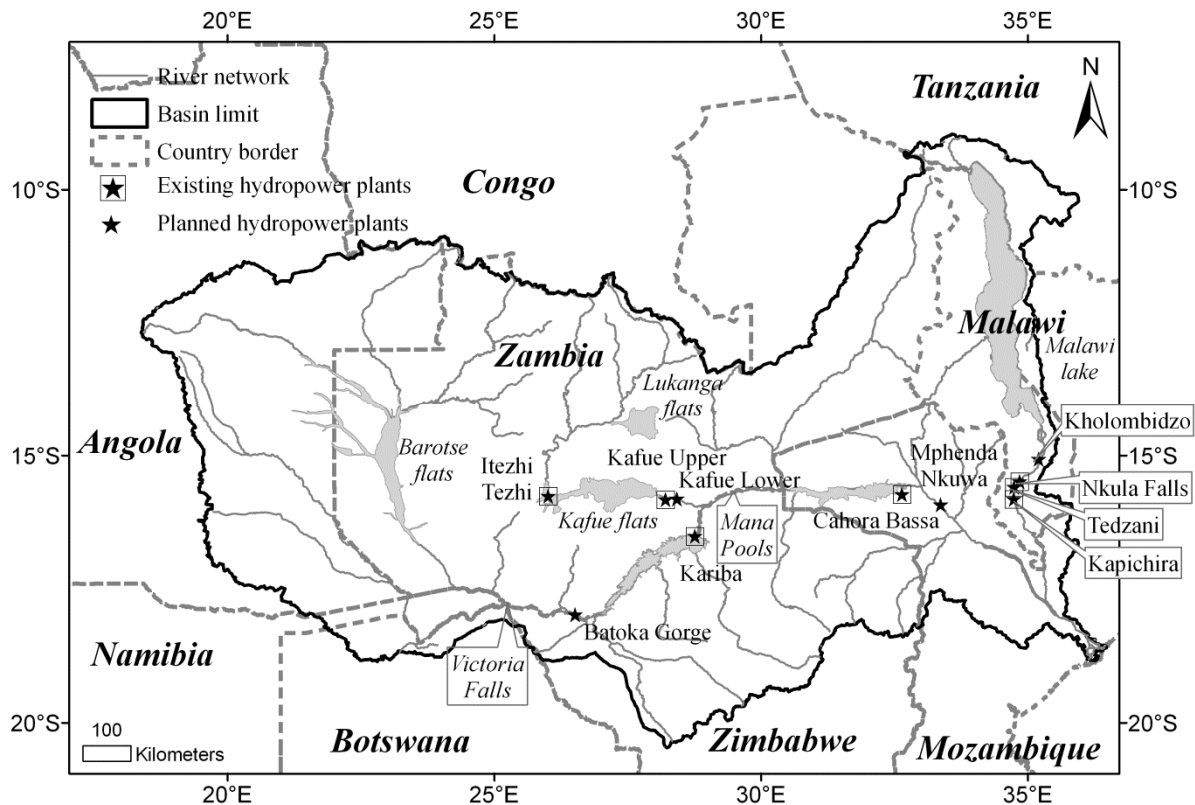 20°E 25°E 30°E 35°E
River network
Basin limit
Country border
Existing hydropower plants
Planned hydropower plants
N
Tanzania
Congo
10°S 10°S
Malawi
Malawi
lake
Zambia
Lukanga
flats
Kholombidzo
Angola
Barotse
flats
15°S 15°S
Itezhi
Tezhi
Kafue Upper
Kafue Lower
Mphenda
Nkuwa
Nkula Falls
Kafue flats
Mana
Pools
Cahora Bassa
Tedzani
Kapichira
Kariba
Batoka Gorge
Namibia
Victoria
Falls
20°S 20°S
Botswana
Zimbabwe
Mozambique
100
Kilometers
20°E 25°E 30°E 35°E